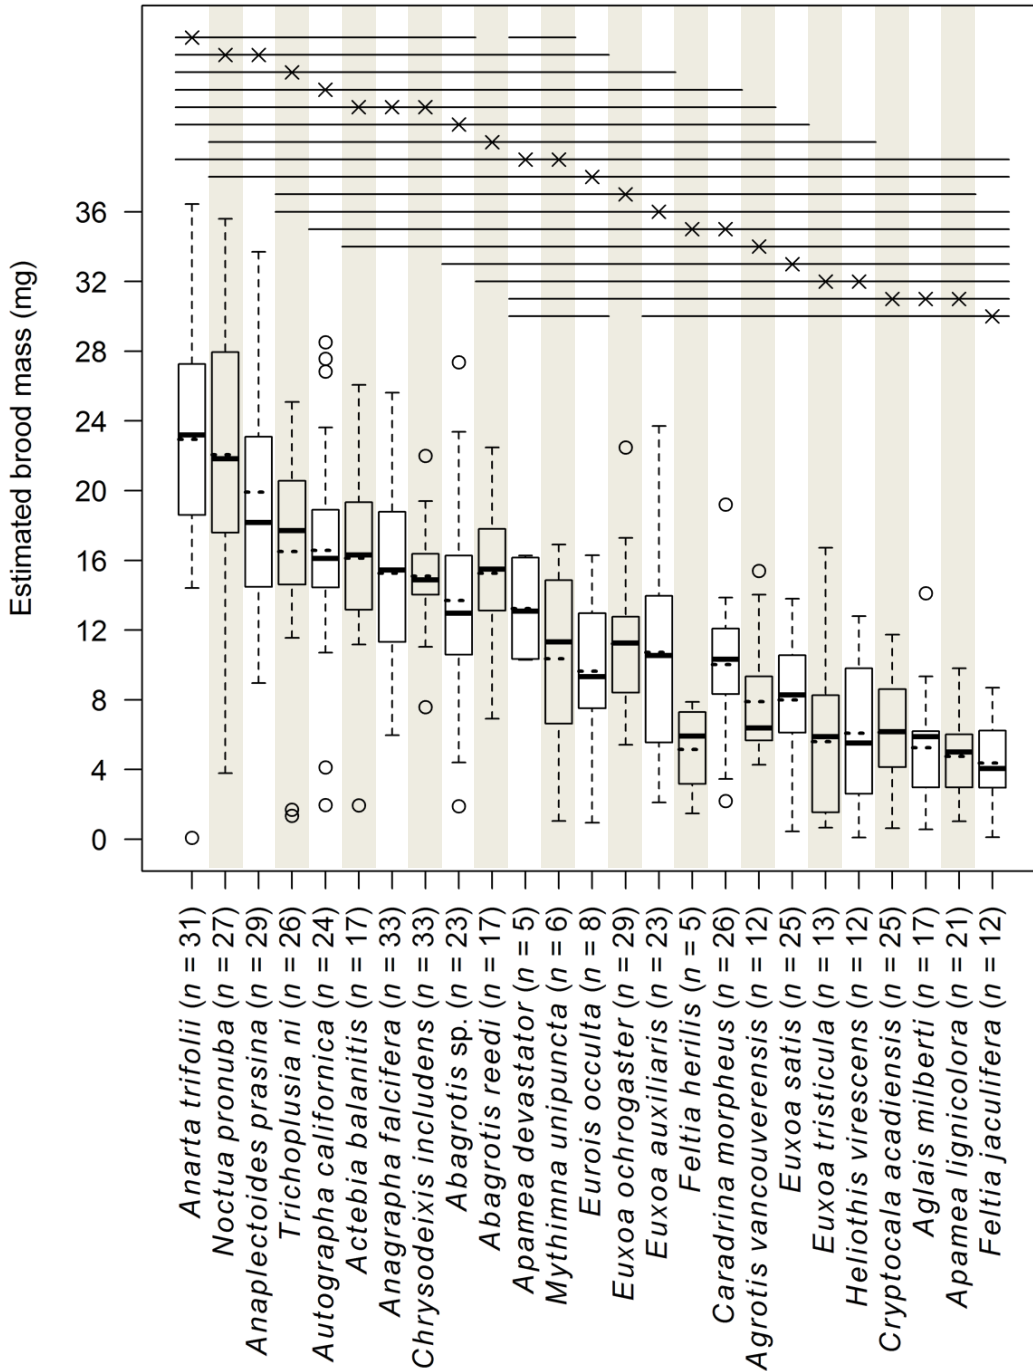 Estimated brood mass (mg)
36
32
28
24
20
16
12
8
4
0
Anarta trifolii (n = 31)
Noctua pronuba (n = 27)
Anaplectoides prasina (n = 29)
Trichoplusia ni (n = 26)
Autographa californica (n = 24)
Actebia balanitis (n = 17)
Anagrapha falcifera (n = 33)
Chrysodeixis includens (n = 33)
Abagrotis sp. (n = 23)
Abagrotis reedi (n = 17)
Apamea devastator (n = 5)
Mythimna unipuncta (n = 6)
Eurois occulta (n = 8)
Euxoa ochrogaster (n = 29)
Euxoa auxiliaris (n = 23)
Feltia herilis (n = 5)
Caradrina morpheus (n = 26)
Agrotis vancouverensis (n = 12)
Euxoa satis (n = 25)
Euxoa tristicula (n = 13)
Heliothis virescens (n = 12)
Cryptocala acadiensis (n = 25)
Aglais milberti (n = 17)
Apamea lignicolora (n = 21)
Feltia jaculifera (n = 12)